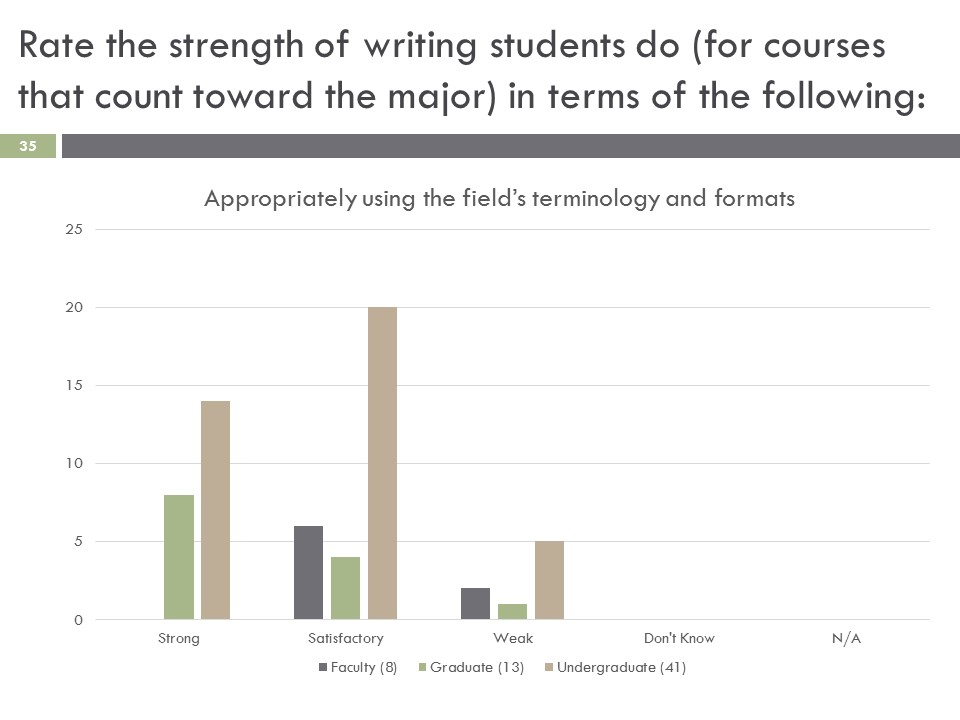 Rate the strength of writing students do (for courses
that count toward the major) in terms of the following:
35
Appropriately using the field's terminology and formats
25
20
15
10
5
0
Strong Satisfactory Weak Don't Know N/A
Faculty (8) Graduate (13) Undergraduate (41)